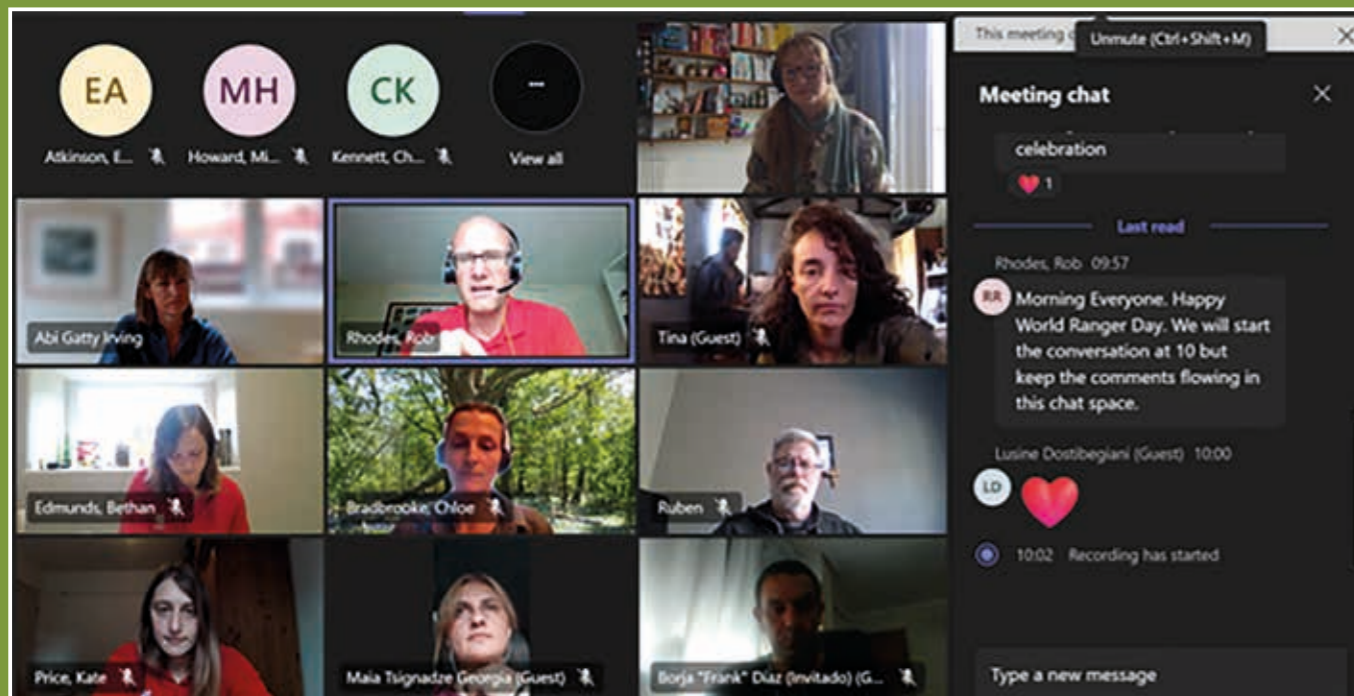 EA
MH
CK
...
Atkinson, E...
Howard, Mi...
Kennett, Ch...
View all
Abi Gatty Irving
Rhodes, Rob
Tina (Guest)
Edmunds, Bethan
Bradbrooke, Chloe
Ruben
Price, Kate
Maia Tsignadze Georgia (Guest)
Borja "Frank" Díaz (Invitado) (G...
This meeting
Unmute (Ctrl+Shift+M)
Meeting chat
celebration
1
Last read
Rhodes, Rob 09:57
RR
Morning Everyone. Happy
World Ranger Day. We will start
the conversation at 10 but
keep the comments flowing in
this chat space.
Lusine Dostibegiani (Guest) 10:00
LD
10:02 Recording has started
Type a new message